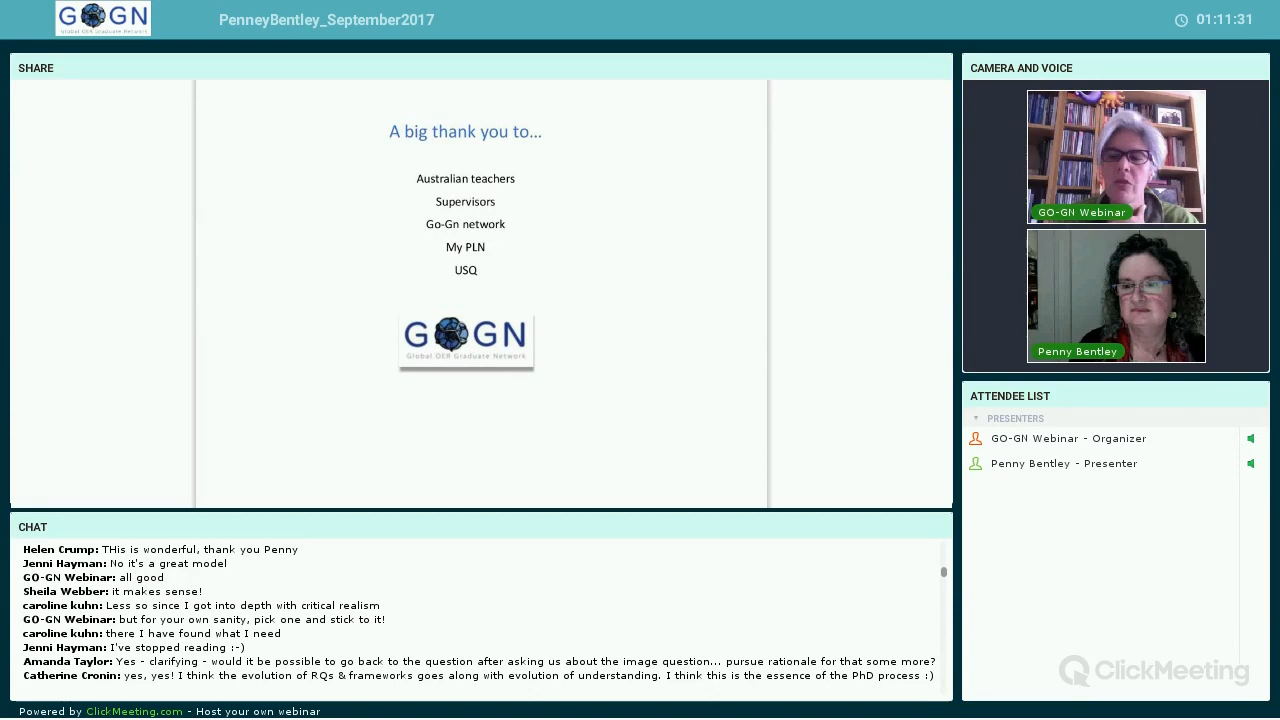 GOGN
Global OER Graduate Network
PenneyBentley_September2017
01:11:31
SHARE
A big thank you to...
Australian teachers
Supervisors
Go-Gn network
My PLN
USQ
GOGN
Global OER Graduate Network
CAMERA AND VOICE
GO-GN Webinar
Penny Bentley
ATTENDEE LIST
PRESENTERS
GO-GN Webinar - Organizer
Penny Bentley - Presenter
CHAT
Helen Crump: THis is wonderful, thank you Penny
Jenni Hayman: No it's a great model
GO-GN Webinar: all good
Sheila Webber: it makes sense!
caroline kuhn: Less so since I got into depth with critical realism
GO-GN Webinar: but for your own sanity, pick one and stick to it!
caroline kuhn: there I have found what I need
Jenni Hayman: I've stopped reading :-)
Amanda Taylor: Yes - clarifying - would it be possible to go back to the question after asking us about the image question... pursue rationale for that some more?
Catherine Cronin: yes, yes! I think the evolution of RQs & frameworks goes along with evolution of understanding. I think this is the essence of the PhD process :)
ClickMeeting
Powered by ClickMeeting.com - Host your own webinar